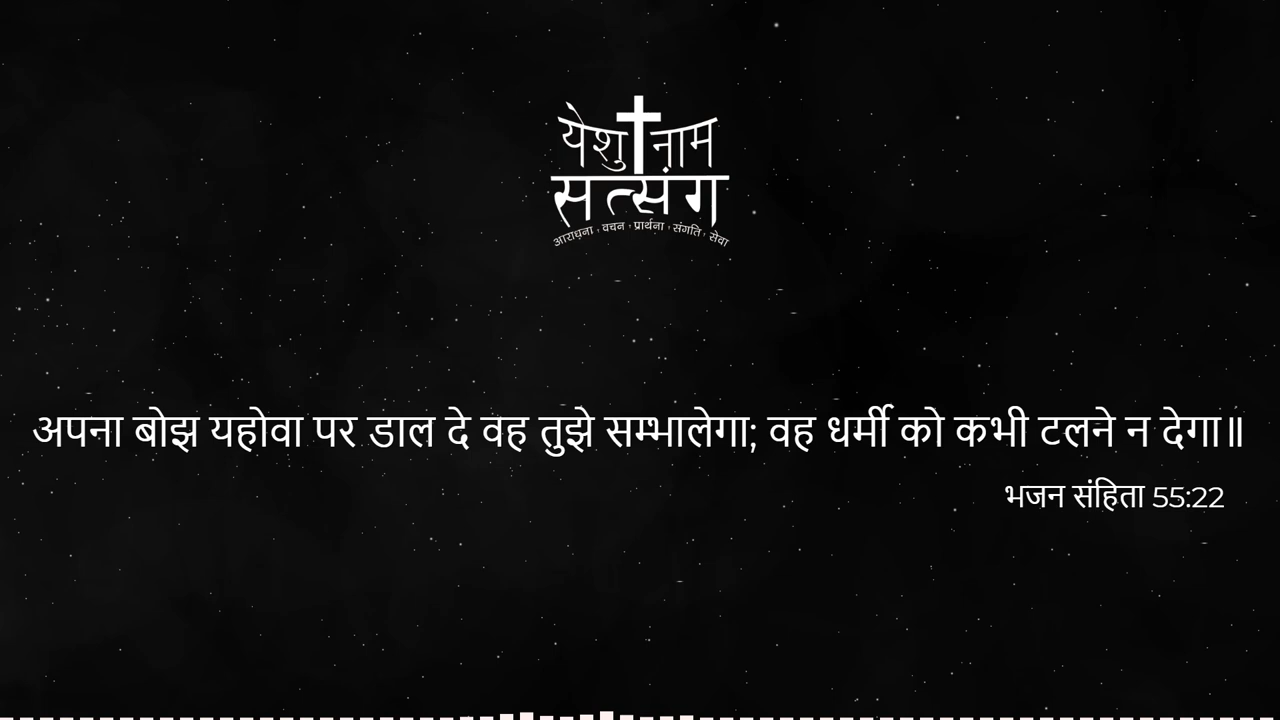 येशु नाम
सत्संग
आराधना , वचन , प्रार्थना , संगति , सेवा
अपना बोझ यहोवा पर डाल दे वह तुझे सम्भालेगा; वह धर्मी को कभी टलने न देगा॥
भजन संहिता 55:22